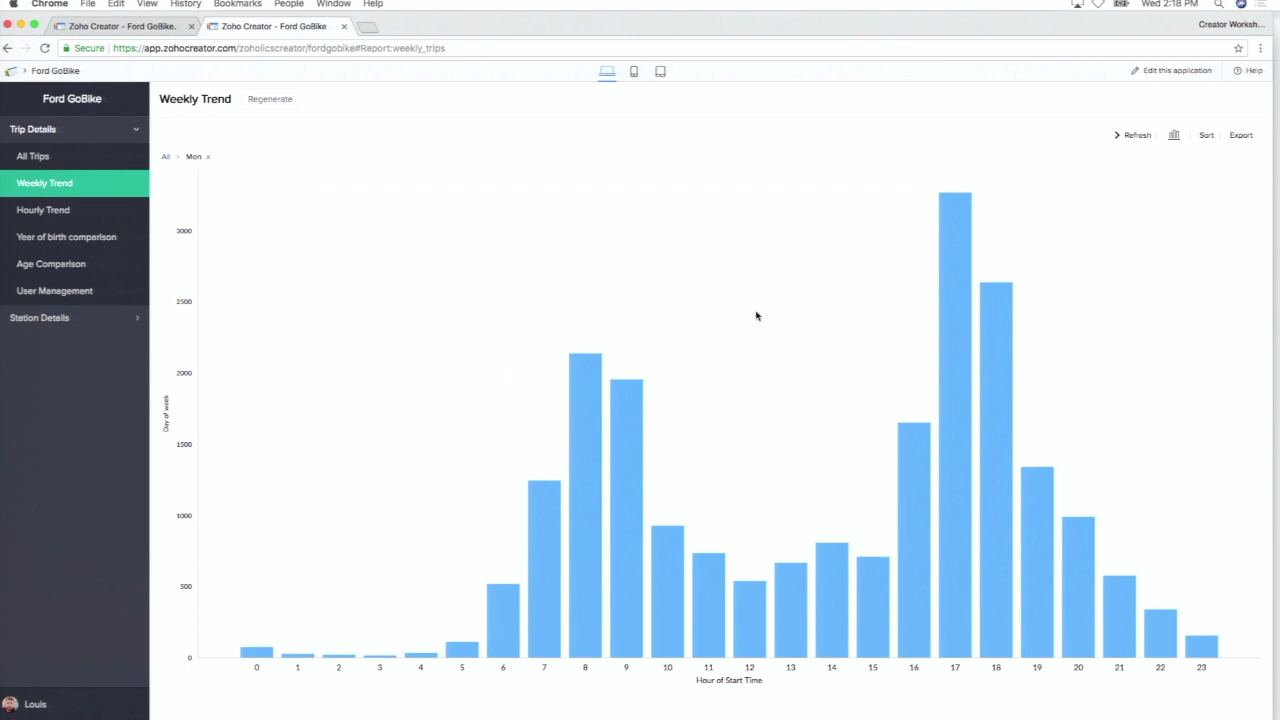 Chrome File Edit View History Bookmarks People Window Help Wed 2:18 PM
Zoho Creator - Ford GoBike. × Zoho Creator - Ford GoBike × Creator Worksh...
Secure https://app.zohocreator.com/zoholicscreator/fordgobike#Report:weekly_trips
> Ford GoBike Edit this application Help
Ford GoBike
Trip Details
All Trips
Weekly Trend
Hourly Trend
Year of birth comparison
Age Comparison
User Management
Station Details
Louis
Weekly Trend Regenerate
Refresh Sort Export
All > Mon x
3000
2500
2000
1500
1000
500
0
Day of week
0 1 2 3 4 5 6 7 8 9 10 11 12 13 14 15 16 17 18 19 20 21 22 23
Hour of Start Time